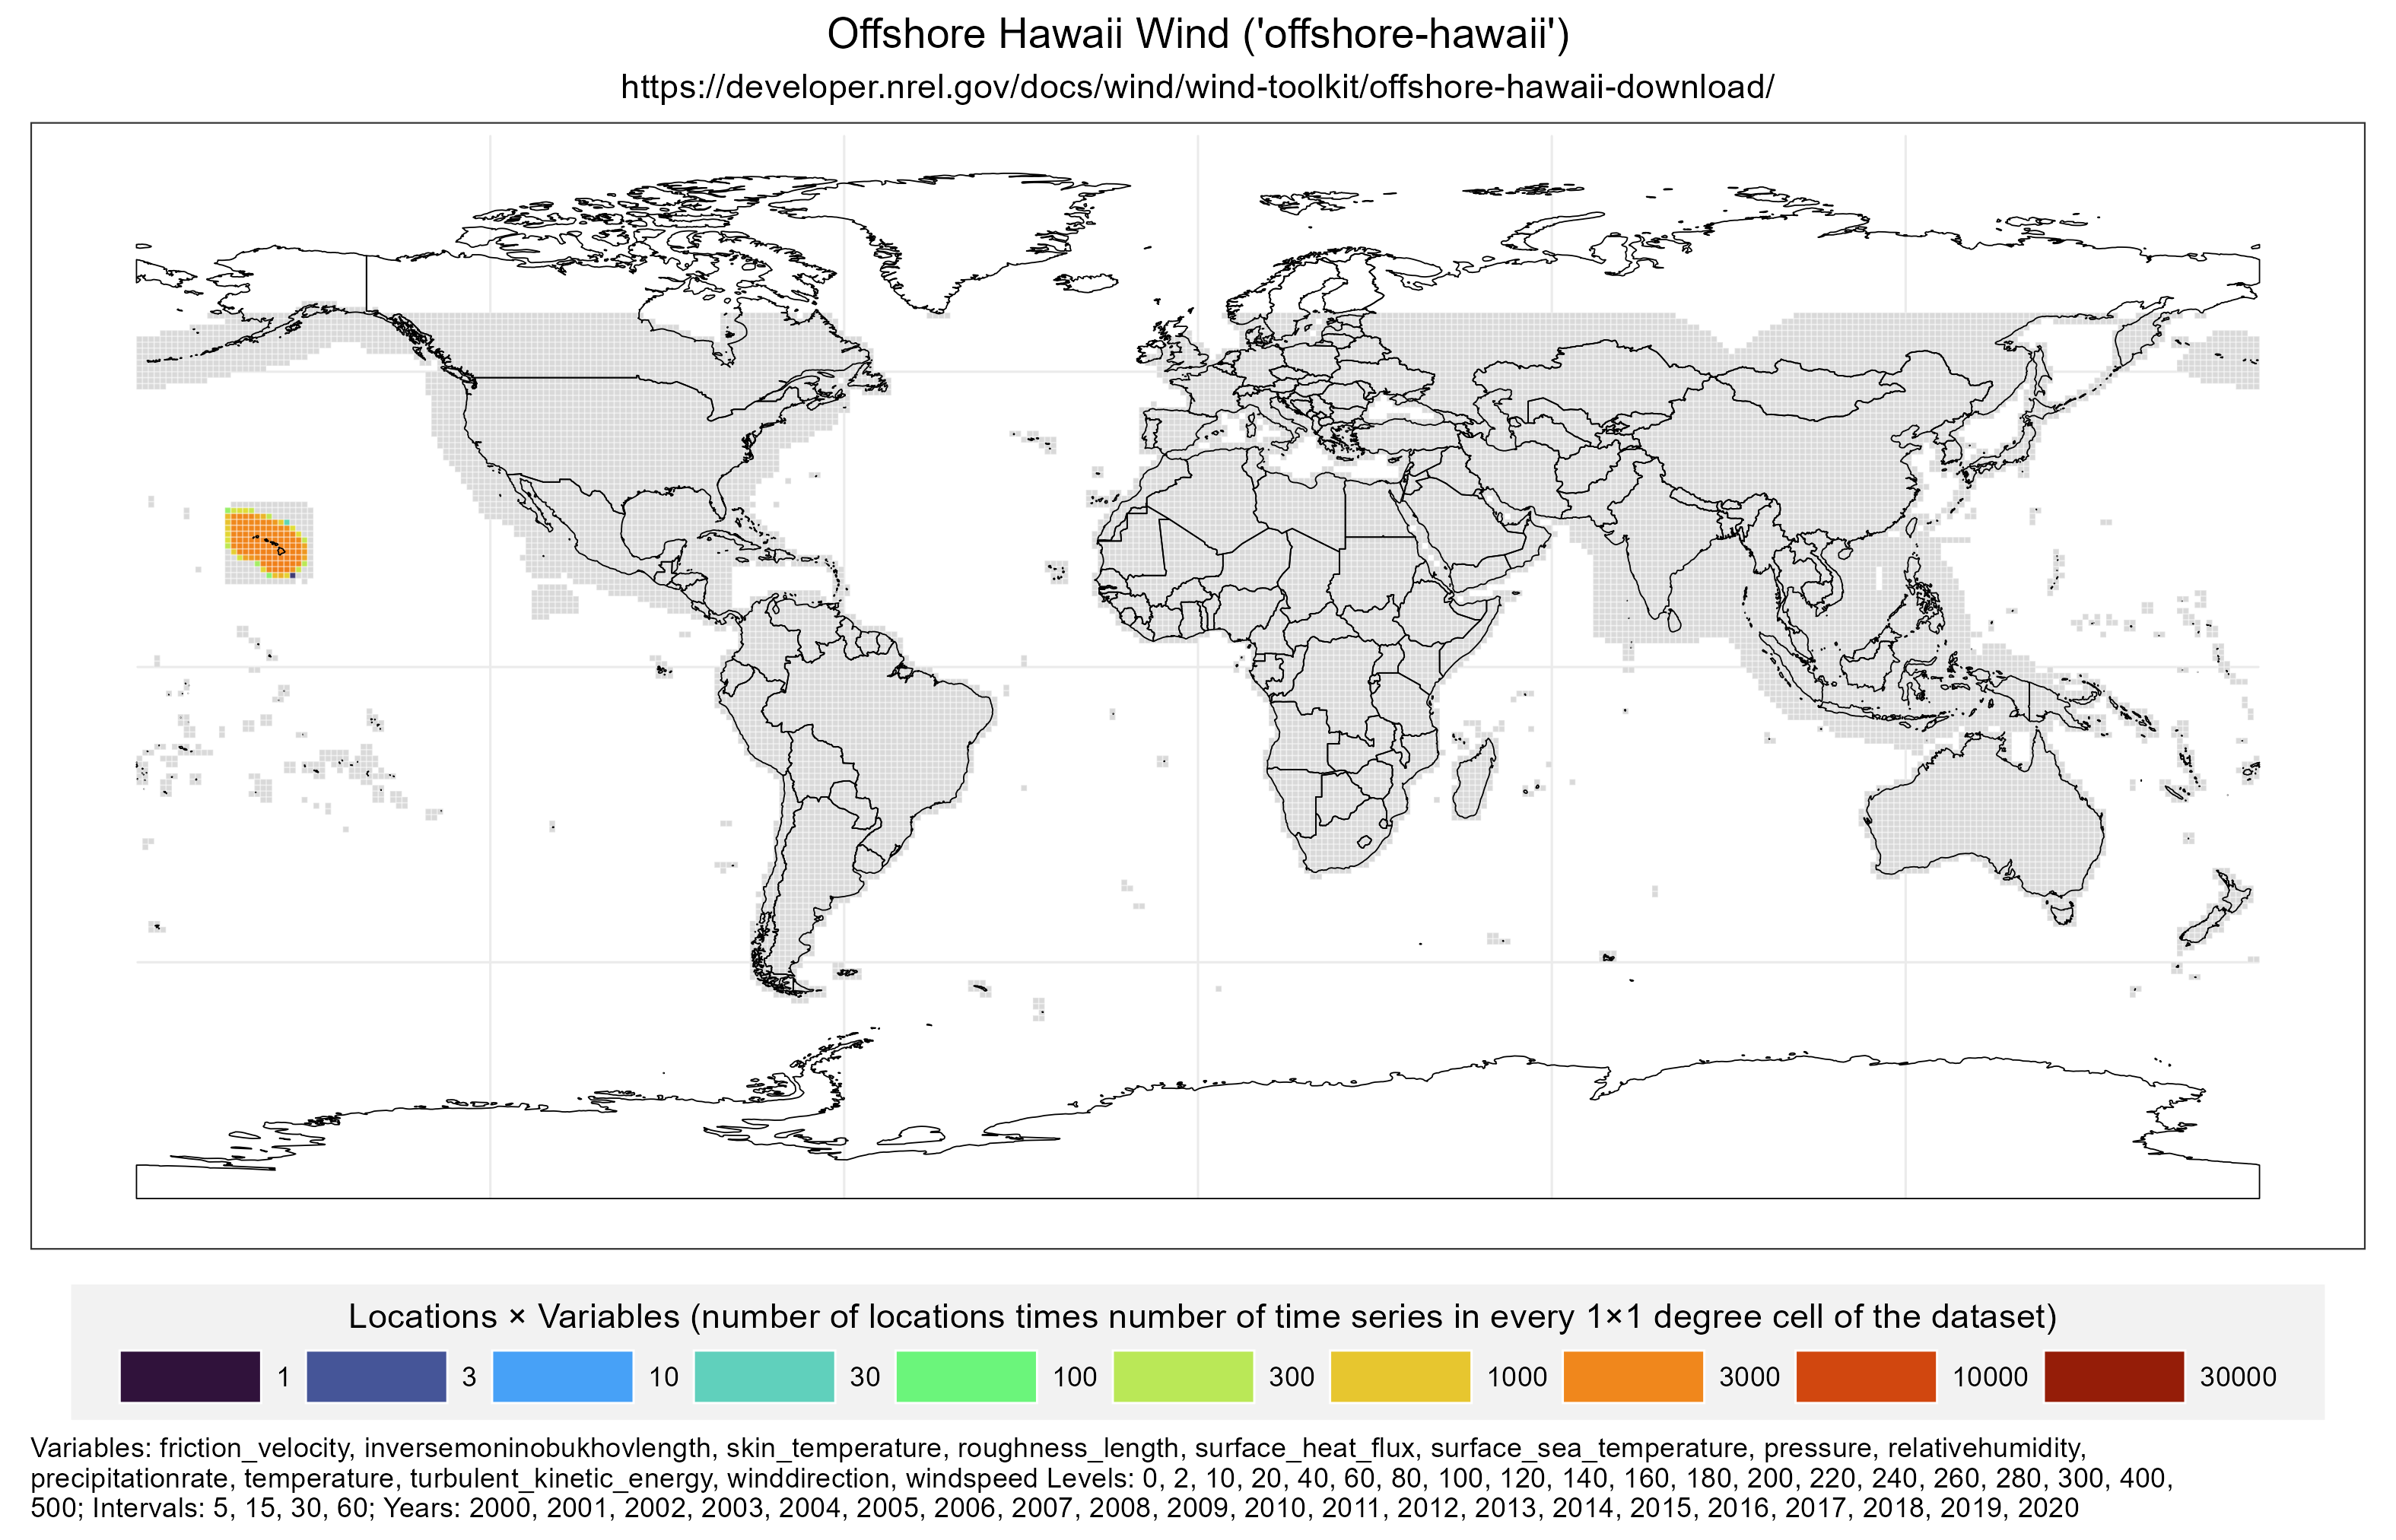 Offshore Hawaii Wind ('offshore-hawaii')
https://developer.nrel.gov/docs/wind/wind-toolkit/offshore-hawaii-download/
Locations × Variables (number of locations times number of time series in every 1×1 degree cell of the dataset)
1 3 10 30 100 300 1000 3000 10000 30000
Variables: friction_velocity, inversemoninobukhovlength, skin_temperature, roughness_length, surface_heat_flux, surface_sea_temperature, pressure, relativehumidity,
precipitationrate, temperature, turbulent_kinetic_energy, winddirection, windspeed Levels: 0, 2, 10, 20, 40, 60, 80, 100, 120, 140, 160, 180, 200, 220, 240, 260, 280, 300, 400,
500; Intervals: 5, 15, 30, 60; Years: 2000, 2001, 2002, 2003, 2004, 2005, 2006, 2007, 2008, 2009, 2010, 2011, 2012, 2013, 2014, 2015, 2016, 2017, 2018, 2019, 2020